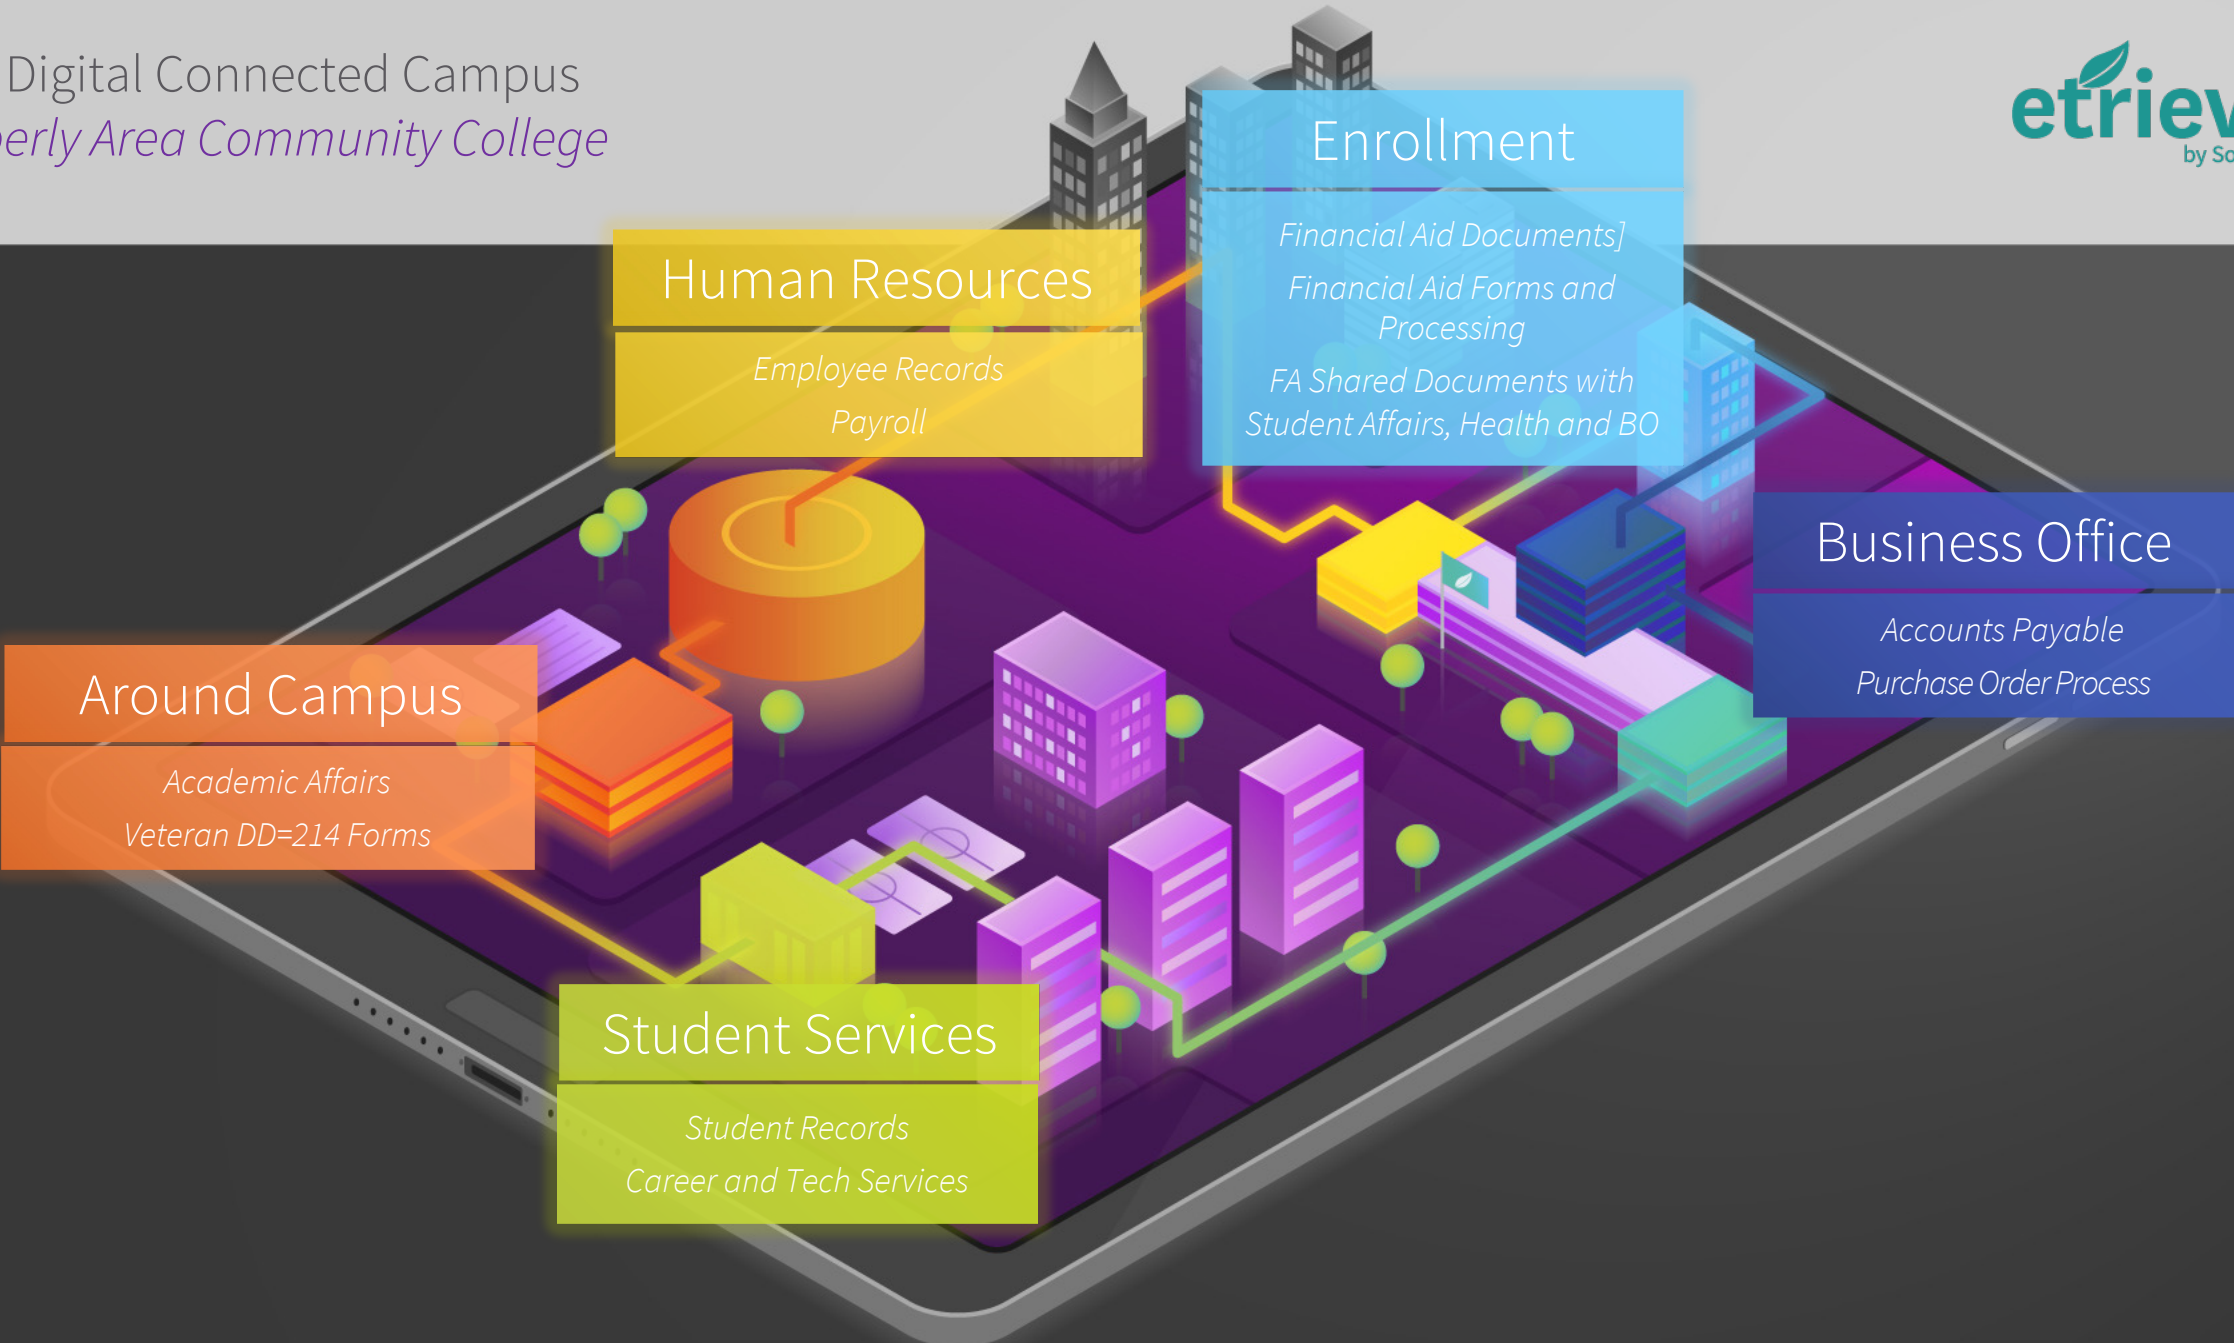 Digital Connected Campus
Area Community College
etriev
by
Enrollment
Financial Aid Documents]
Financial Aid Forms and
Processing
FA Shared Documents with
Student Affairs, Health and BO
Human Resources
Employee Records
Payroll
Business Office
Accounts Payable
Purchase Order Process
Around Campus
Academic Affairs
Veteran DD=214 Forms
Student Services
Student Records
Career and Tech Services